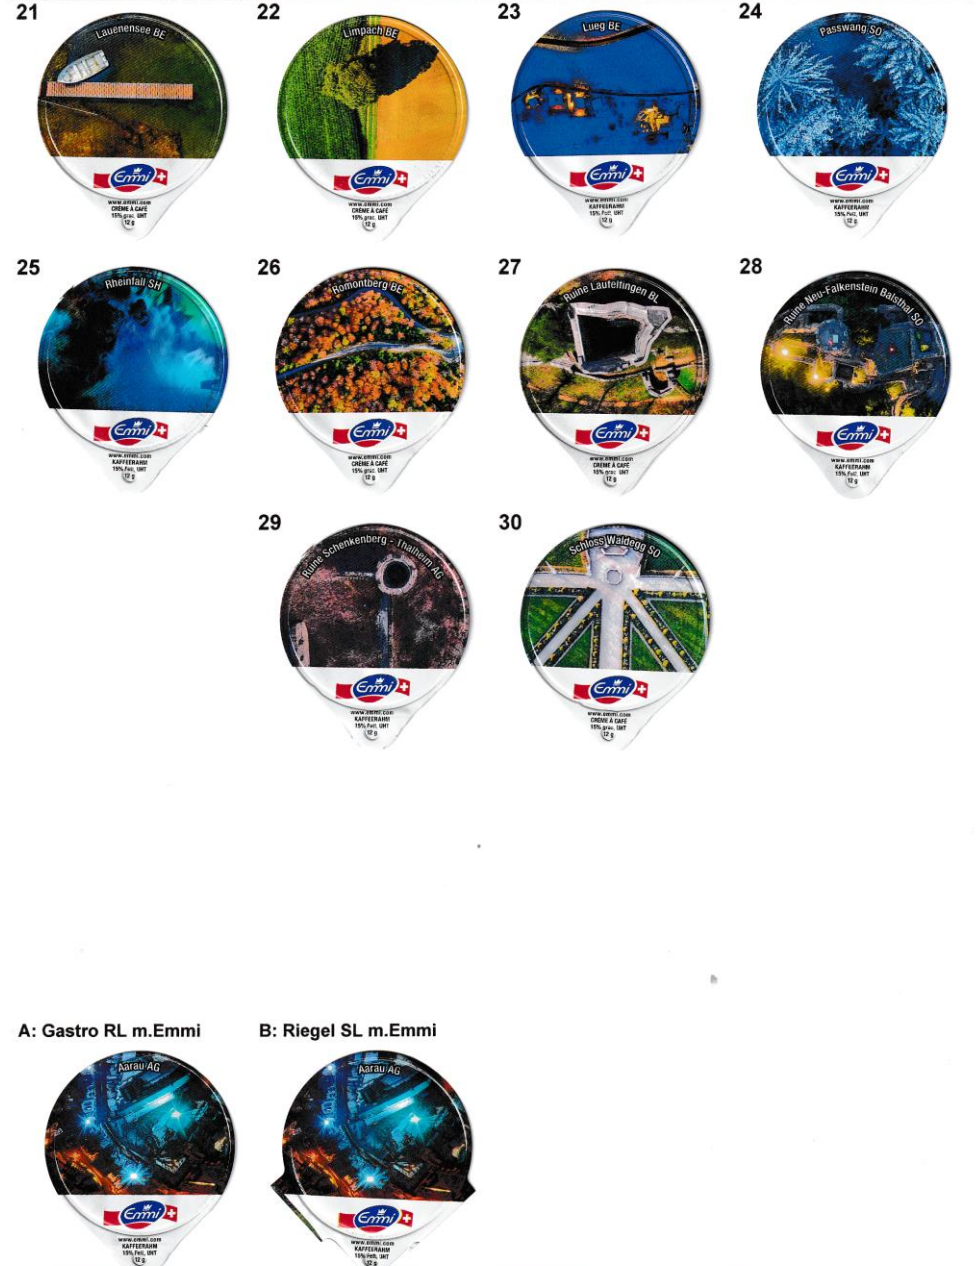 21
Lauenensee BE
Emmi
www.emmi.com
CRÈME À CAFÉ
15% gras, UHT
12 g
22
Limpach BE
Emmi
www.emmi.com
CRÈME À CAFÉ
15% gras, UHT
12 g
23
Lueg BE
Emmi
www.emmi.com
KAFFEERAHM
15% Fett, UHT
12 g
24
Passwang SO
Emmi
www.emmi.com
KAFFEERAHM
15% Fett, UHT
12 g
25
Rheinfall SH
Emmi
www.emmi.com
KAFFEERAHM
15% Fett, UHT
12 g
26
Romontberg BE
Emmi
www.emmi.com
CRÈME À CAFÉ
15% gras, UHT
12 g
27
Ruine Laufelfingen BL
Emmi
www.emmi.com
CRÈME À CAFÉ
15% gras, UHT
12 g
28
Ruine Neu-Falkenstein Balsthal SO
Emmi
www.emmi.com
KAFFEERAHM
15% Fett, UHT
12 g
29
Ruine Schenkenberg - Thalheim AG
Emmi
www.emmi.com
KAFFEERAHM
15% Fett, UHT
12 g
30
Schloss Waldegg SO
Emmi
www.emmi.com
CRÈME À CAFÉ
15% gras, UHT
12 g
A: Gastro RL m.Emmi
Aarau AG
Emmi
www.emmi.com
KAFFEERAHM
15% Fett, UHT
12 g
B: Riegel SL m.Emmi
Aarau AG
Emmi
www.emmi.com
KAFFEERAHM
15% Fett, UHT
12 g